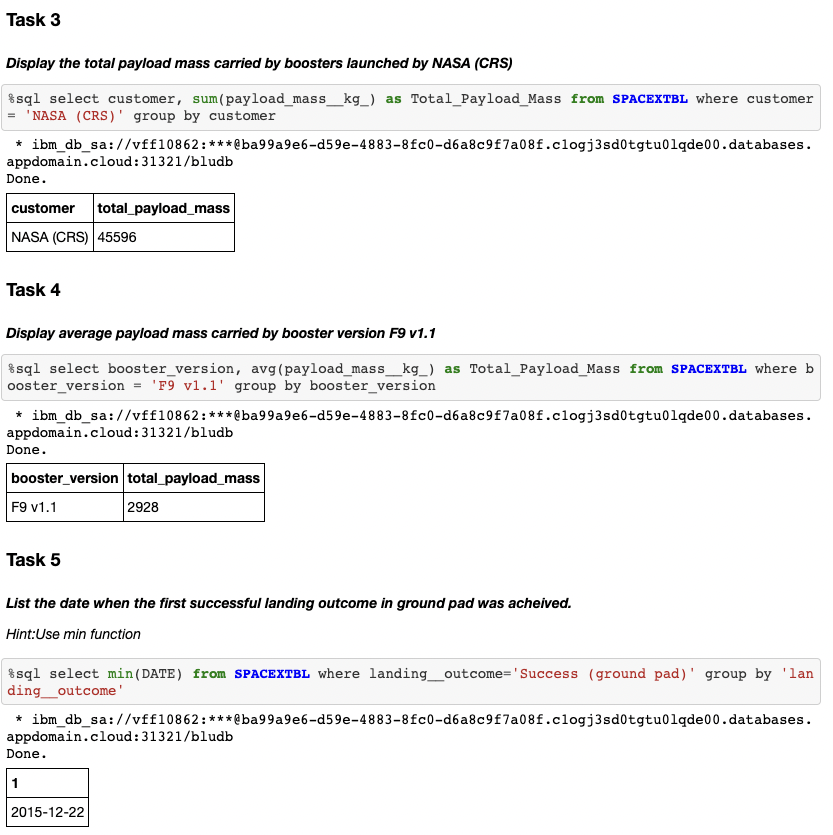 Task 3
Display the total payload mass carried by boosters launched by NASA (CRS)
%sql select customer, sum(payload_mass__kg_) as Total_Payload_Mass from SPACEXTBL where customer
= 'NASA (CRS)' group by customer
* ibm_db_sa://vff10862:***@ba99a9e6-d59e-4883-8fc0-d6a8c9f7a08f.c1ogj3sd0tgtu0lqde00.databases.
appdomain.cloud:31321/bludb
Done.
customer total_payload_mass
NASA (CRS) 45596
Task 4
Display average payload mass carried by booster version F9 v1.1
%sql select booster_version, avg(payload_mass__kg_) as Total_Payload_Mass from SPACEXTBL where b
ooster_version = 'F9 v1.1' group by booster_version
* ibm_db_sa://vff10862:***@ba99a9e6-d59e-4883-8fc0-d6a8c9f7a08f.c1ogj3sd0tgtu0lqde00.databases.
appdomain.cloud:31321/bludb
Done.
booster_version total_payload_mass
F9 v1.1 2928
Task 5
List the date when the first successful landing outcome in ground pad was acheived.
Hint:Use min function
%sql select min(DATE) from SPACEXTBL where landing__outcome='Success (ground pad)' group by 'lan
ding__outcome'
* ibm_db_sa://vff10862:***@ba99a9e6-d59e-4883-8fc0-d6a8c9f7a08f.c1ogj3sd0tgtu0lqde00.databases.
appdomain.cloud:31321/bludb
Done.
1
2015-12-22